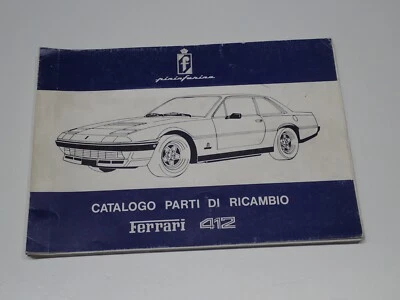 f
pininfarina
CATALOGO PARTI DI RICAMBIO
Ferrari 412